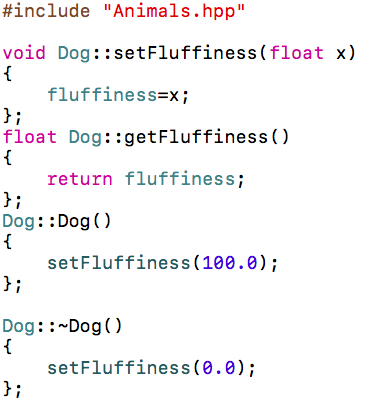 #include "Animals.hpp"
void Dog::setFluffiness(float x)
{
    fluffiness=x;
};
float Dog::getFluffiness()
{
    return fluffiness;
};
Dog::Dog()
{
    setFluffiness(100.0);
};
Dog::~Dog()
{
    setFluffiness(0.0);
};